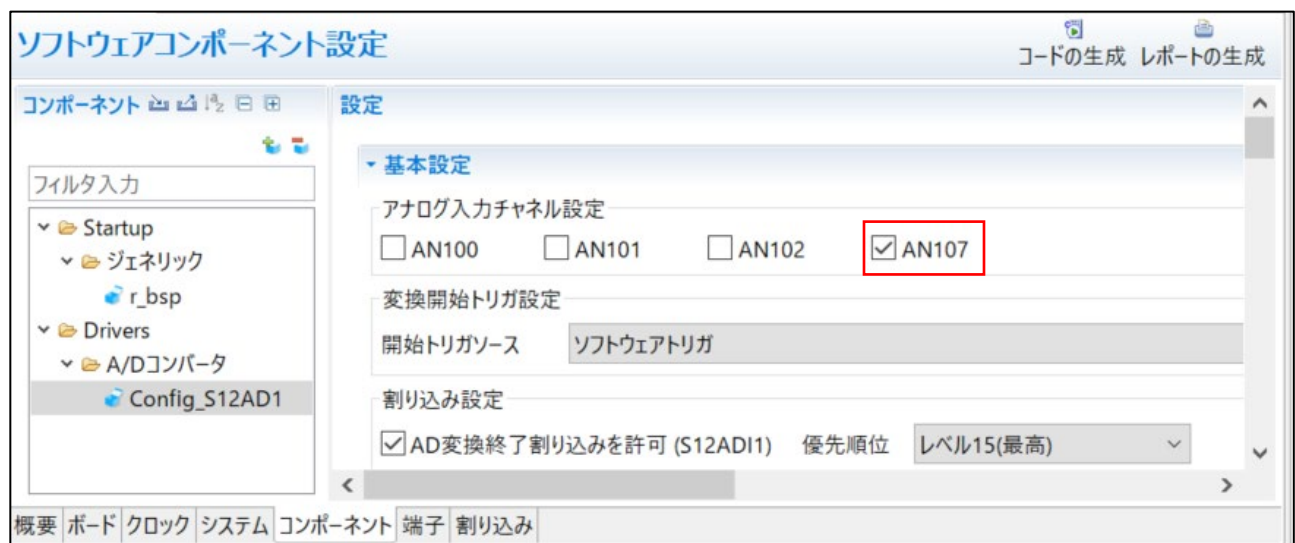 ソフトウェアコンポーネント設定
コードの生成 レポートの生成
コンポーネント
フィルタ入力
Startup
ジェネリック
r_bsp
Drivers
A/Dコンバータ
Config_S12AD1
設定
基本設定
アナログ入力チャネル設定
AN100 AN101 AN102 AN107
変換開始トリガ設定
開始トリガソース ソフトウェアトリガ
割り込み設定
AD変換終了割り込みを許可 (S12ADI1) 優先順位 レベル15(最高)
概要 ボード クロック システム コンポーネント 端子 割り込み